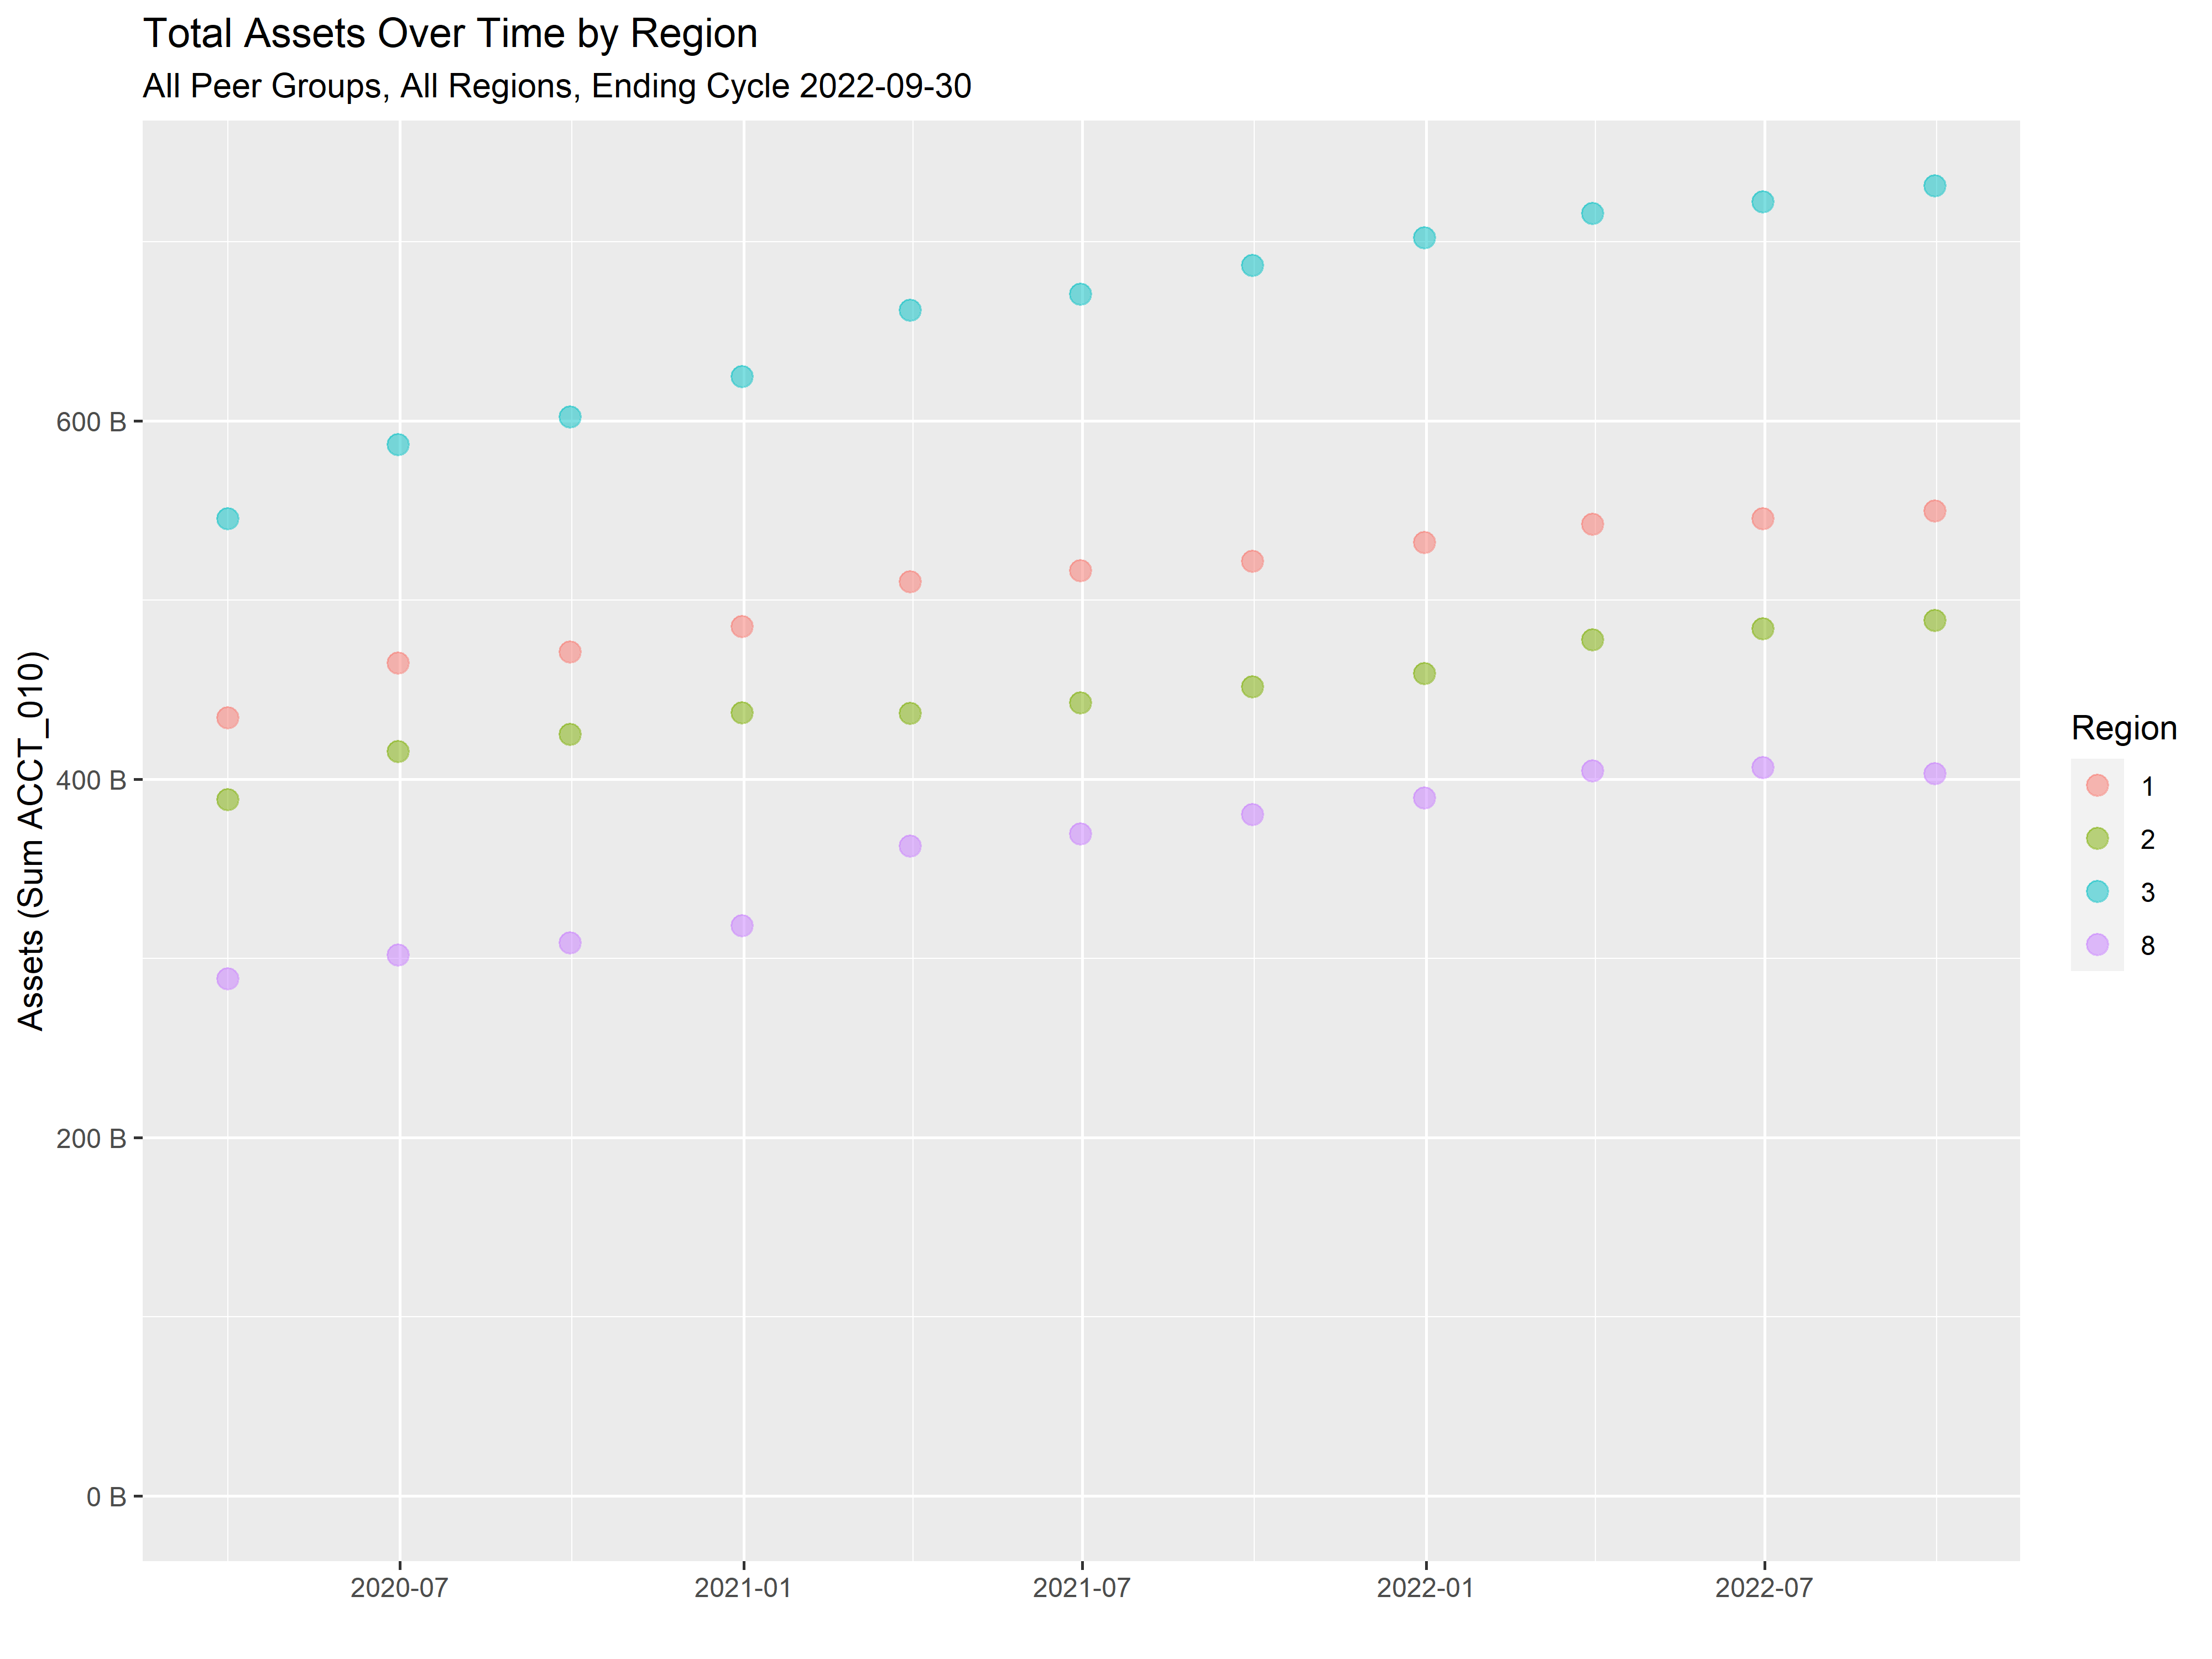 Total Assets Over Time by Region
All Peer Groups, All Regions, Ending Cycle 2022-09-30
Assets (Sum ACCT_010)
600 B
400 B
200 B
0 B
2020-07
2021-01
2021-07
2022-01
2022-07
Region
1
2
3
8